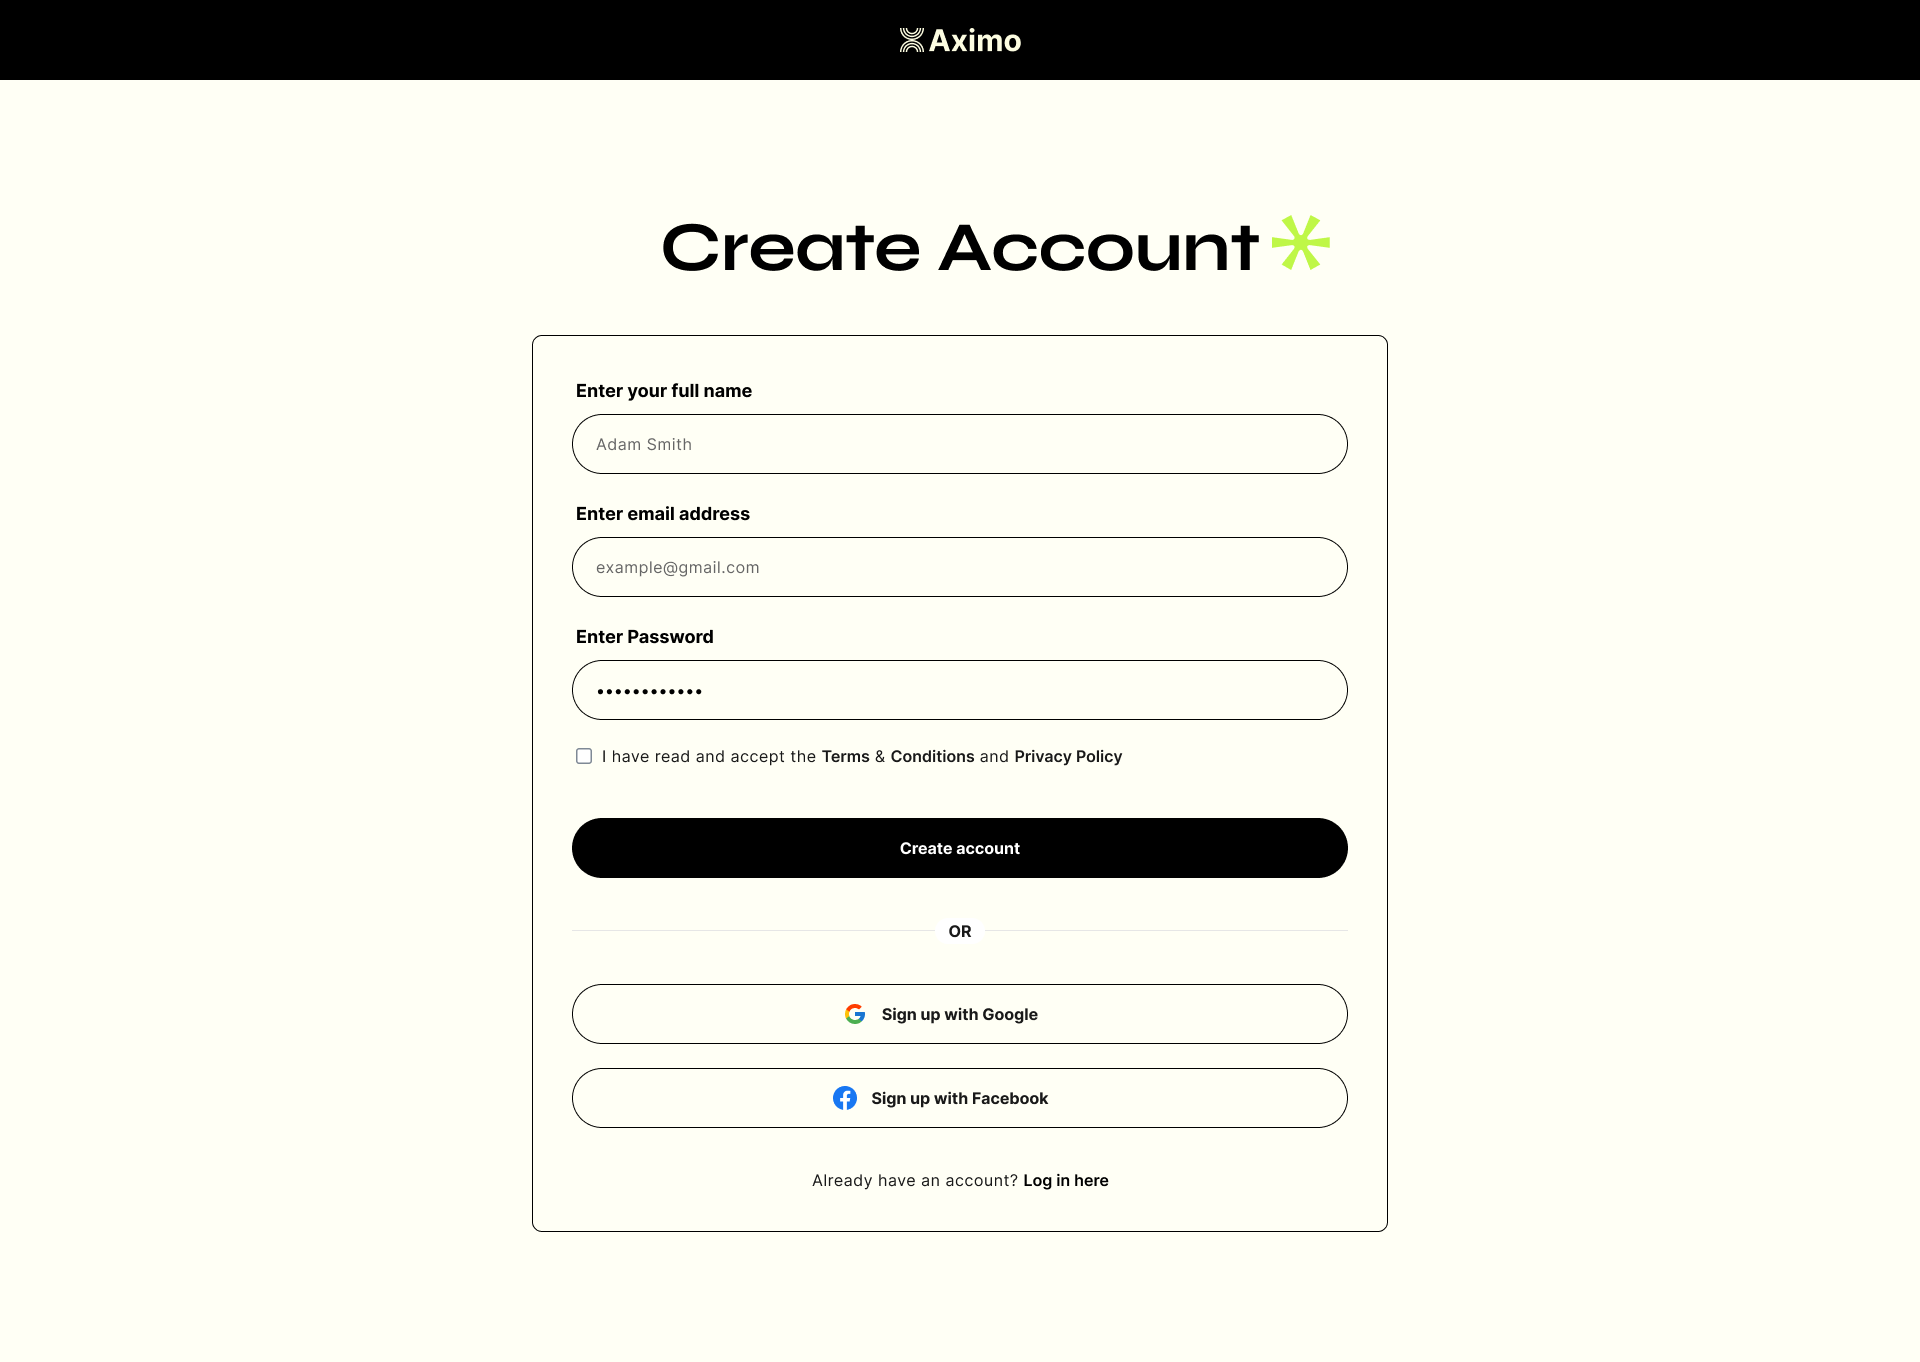 Aximo
Create Account
Enter your full name
Adam Smith
Enter email address
example@gmail.com
Enter Password
••••••••••••
I have read and accept the Terms & Conditions and Privacy Policy
Create account
OR
Sign up with Google
Sign up with Facebook
Already have an account? Log in here